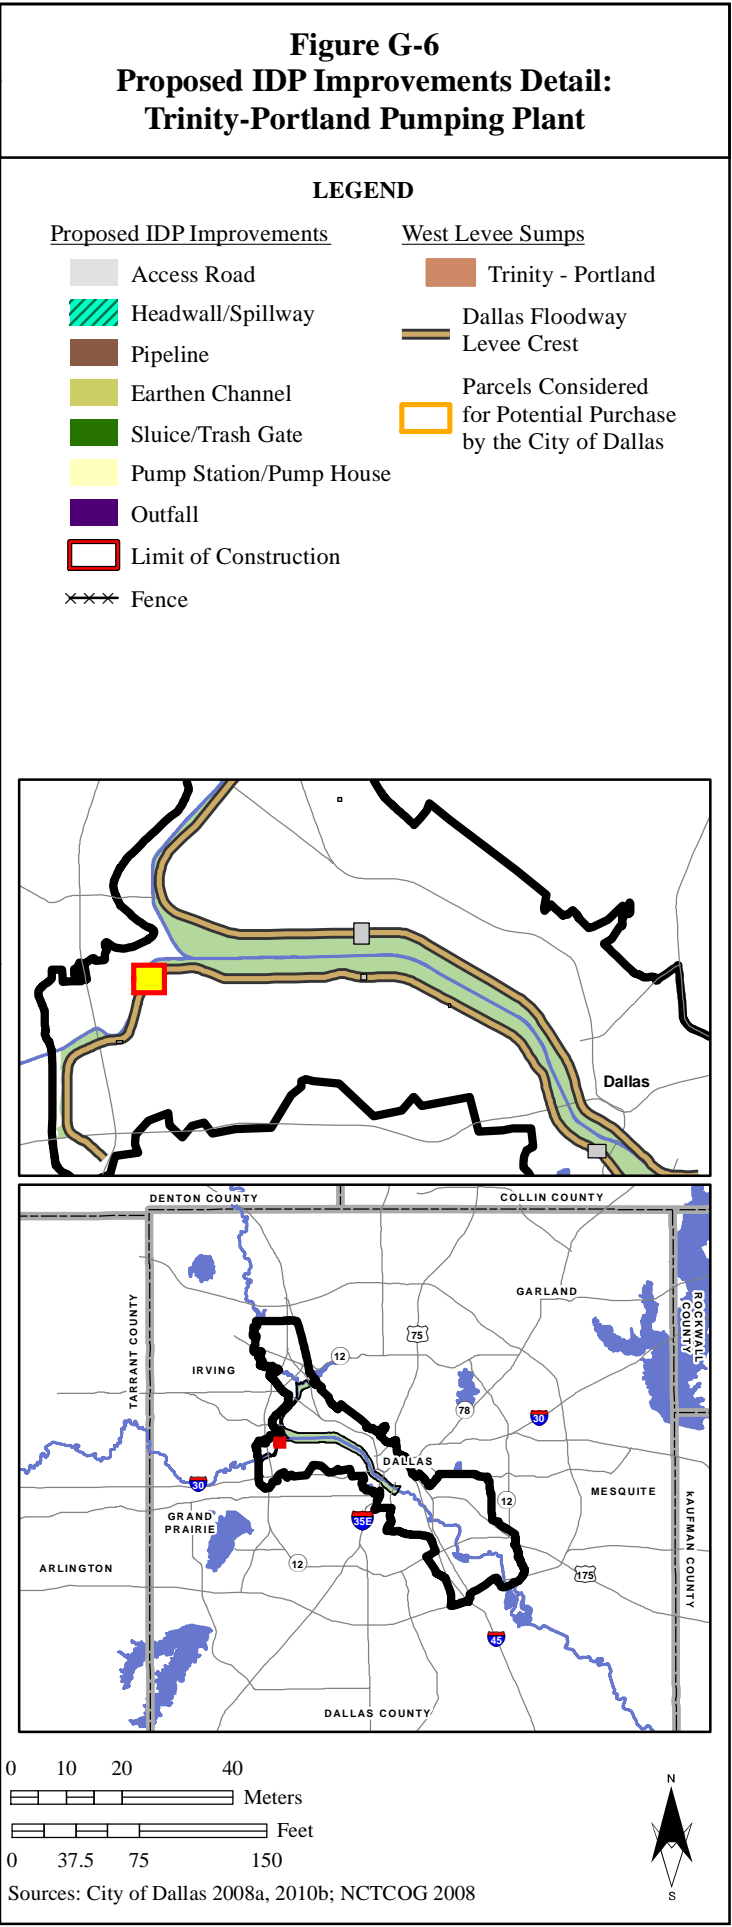 Figure G-6
Proposed IDP Improvements Detail:
Trinity-Portland Pumping Plant
LEGEND
Proposed IDP Improvements
Access Road
Headwall/Spillway
Pipeline
Earthen Channel
Sluice/Trash Gate
Pump Station/Pump House
Outfall
Limit of Construction
Fence
West Levee Sumps
Trinity - Portland
Dallas Floodway
Levee Crest
Parcels Considered
for Potential Purchase
by the City of Dallas
Dallas
DENTON COUNTY
COLLIN COUNTY
TARRANT COUNTY
ROCKWALL
COUNTY
GARLAND
75
12
IRVING
78
30
DALLAS
30
MESQUITE
12
GRAND
PRAIRIE
35E
KAUFMAN COUNTY
12
ARLINGTON
175
45
DALLAS COUNTY
0 10 20 40
Meters
Feet
0 37.5 75 150
N
S
Sources: City of Dallas 2008a, 2010b; NCTCOG 2008